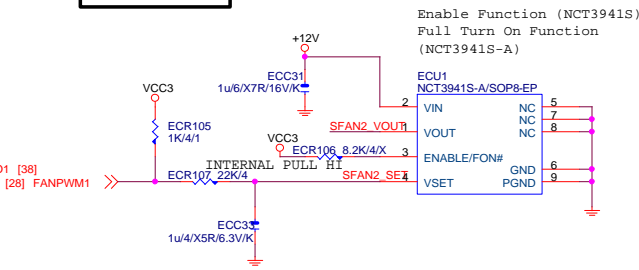 Enable Function (NCT3941S)
Full Turn On Function
(NCT3941S-A)
+12V
ECC31
1u/6/X7R/16V/K
ECU1
NCT3941S-A/SOP8-EP
VCC3
2 VIN NC 5
NC 7
SFAN2_VOUT 1 VOUT NC 8
ECR105
1K/4/1
VCC3
ECR106 8.2K/4/X 3 ENABLE/FON#
INTERNAL PULL HI
GND 6
[38]
[28] FANPWM1
ECR107 22K/4
SFAN2_SET 4 VSET PGND 9
ECC33
1u/4/X5R/6.3V/K